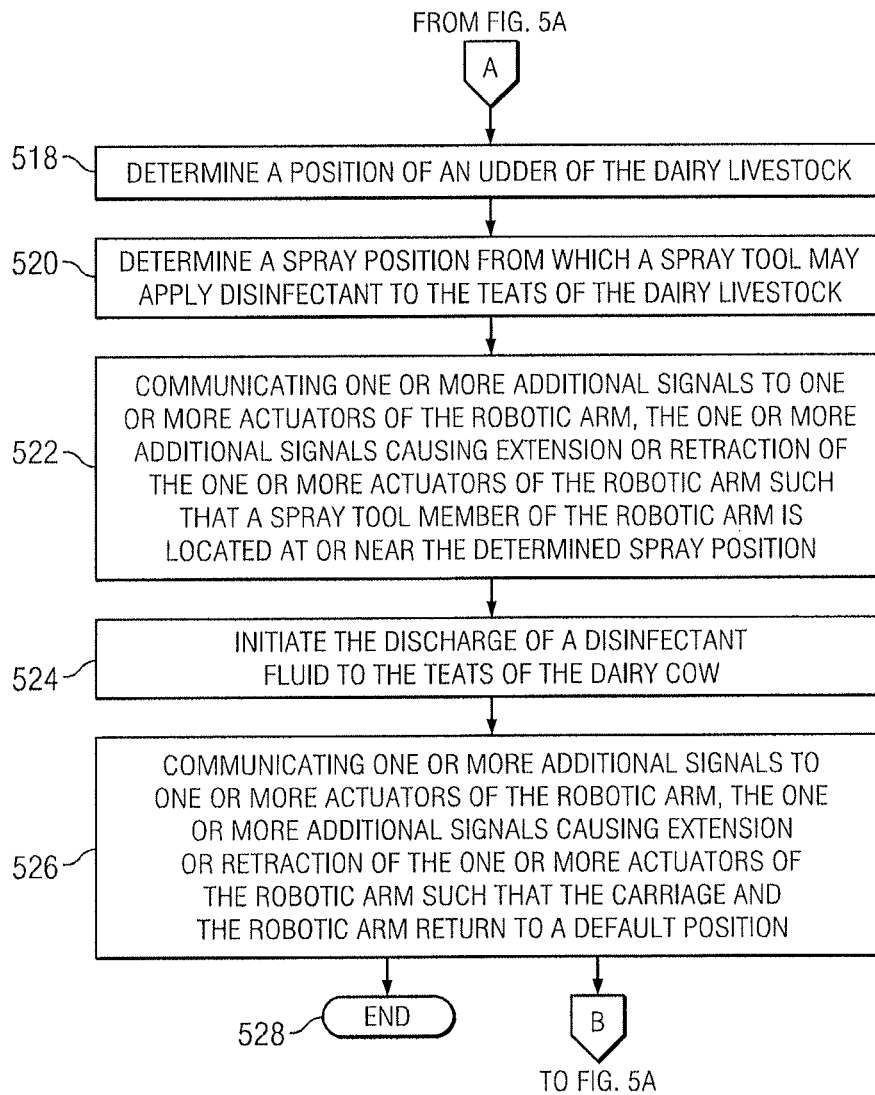 FROM FIG. 5A
A
518
DETERMINE A POSITION OF AN UDDER OF THE DAIRY LIVESTOCK
520
DETERMINE A SPRAY POSITION FROM WHICH A SPRAY TOOL MAY
APPLY DISINFECTANT TO THE TEATS OF THE DAIRY LIVESTOCK
522
COMMUNICATING ONE OR MORE ADDITIONAL SIGNALS TO ONE
OR MORE ACTUATORS OF THE ROBOTIC ARM, THE ONE OR MORE
ADDITIONAL SIGNALS CAUSING EXTENSION OR RETRACTION OF
THE ONE OR MORE ACTUATORS OF THE ROBOTIC ARM SUCH
THAT A SPRAY TOOL MEMBER OF THE ROBOTIC ARM IS
LOCATED AT OR NEAR THE DETERMINED SPRAY POSITION
524
INITIATE THE DISCHARGE OF A DISINFECTANT
FLUID TO THE TEATS OF THE DAIRY COW
526
COMMUNICATING ONE OR MORE ADDITIONAL SIGNALS TO
ONE OR MORE ACTUATORS OF THE ROBOTIC ARM, THE ONE
OR MORE ADDITIONAL SIGNALS CAUSING EXTENSION
OR RETRACTION OF THE ONE OR MORE ACTUATORS OF
THE ROBOTIC ARM SUCH THAT THE CARRIAGE AND
THE ROBOTIC ARM RETURN TO A DEFAULT POSITION
528
END
B
TO FIG. 5A